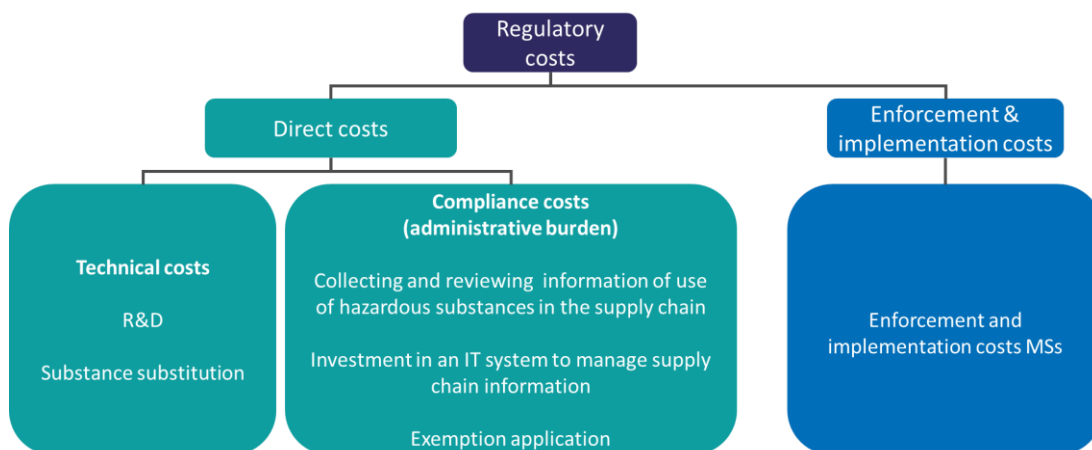 Regulatory
costs
Direct costs
Enforcement &
implementation costs
Technical costs
R&D
Substance substitution
Compliance costs
(administrative burden)
Collecting and reviewing information of use
of hazardous substances in the supply chain
Investment in an IT system to manage supply
chain information
Exemption application
Enforcement and
implementation costs MSs